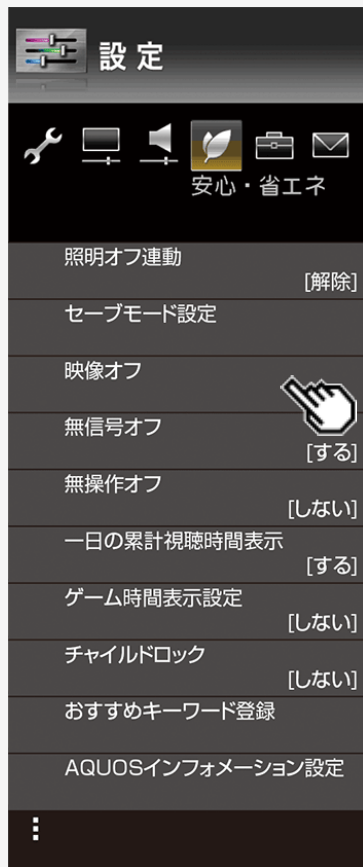 設定
安心・省エネ
照明オフ連動
[解除]
セーブモード設定
映像オフ
無信号オフ
[する]
無操作オフ
[しない]
一日の累計視聴時間表示
[する]
ゲーム時間表示設定
[しない]
チャイルドロック
[しない]
おすすめキーワード登録
AQUOSインフォメーション設定